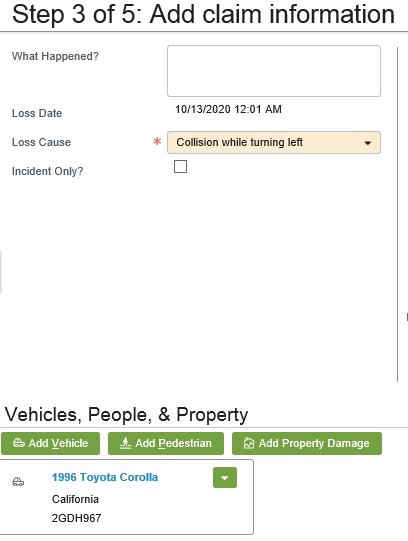 Step 3 of 5: Add claim information
What Happened?
Loss Date 10/13/2020 12:01 AM
Loss Cause * Collision while turning left
Incident Only?
Vehicles, People, & Property
Add Vehicle Add Pedestrian Add Property Damage
1996 Toyota Corolla
California
2GDH967